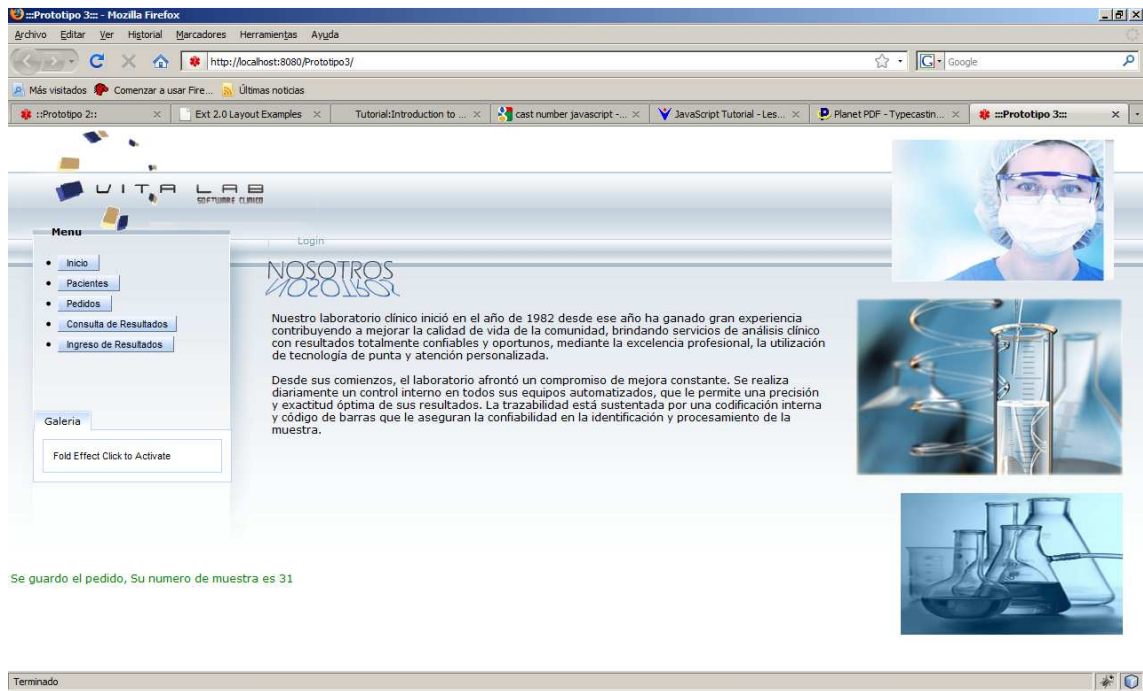 :::Prototipo 3::: - Mozilla Firefox
Archivo Editar Ver Historial Marcadores Herramientas Ayuda
http://localhost:8080/Prototipo3/
Google
Más visitados Comenzar a usar Fire... Últimas noticias
::Prototipo 2::
Ext 2.0 Layout Examples
Tutorial:Introduction to ...
cast number javascript -...
JavaScript Tutorial - Les...
Planet PDF - Typecastin...
:::Prototipo 3:::
VITA LAB
SOFTWARE CLINICO
Menu
Login
Inicio
Pacientes
Pedidos
Consulta de Resultados
Ingreso de Resultados
Galeria
Fold Effect Click to Activate
NOSOTROS
Nuestro laboratorio clínico inició en el año de 1982 desde ese año ha ganado gran experiencia
contribuyendo a mejorar la calidad de vida de la comunidad, brindando servicios de análisis clínico
con resultados totalmente confiables y oportunos, mediante la excelencia profesional, la utilización
de tecnología de punta y atención personalizada.
Desde sus comienzos, el laboratorio afrontó un compromiso de mejora constante. Se realiza
diariamente un control interno en todos sus equipos automatizados, que le permite una precisión
y exactitud óptima de sus resultados. La trazabilidad está sustentada por una codificación interna
y código de barras que le aseguran la confiabilidad en la identificación y procesamiento de la
muestra.
Se guardo el pedido, Su numero de muestra es 31
Terminado